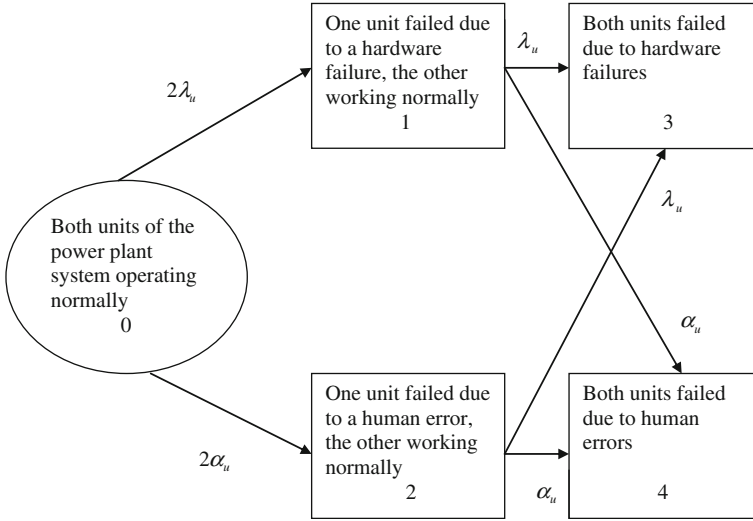 One unit failed due
to a hardware
failure, the other
working normally
1
λu
Both units failed
due to hardware
failures
3
2λu
λu
Both units of the
power plant
system operating
normally
0
αu
One unit failed due
to a human error,
the other working
normally
2
2αu
αu
Both units failed
due to human
errors
4